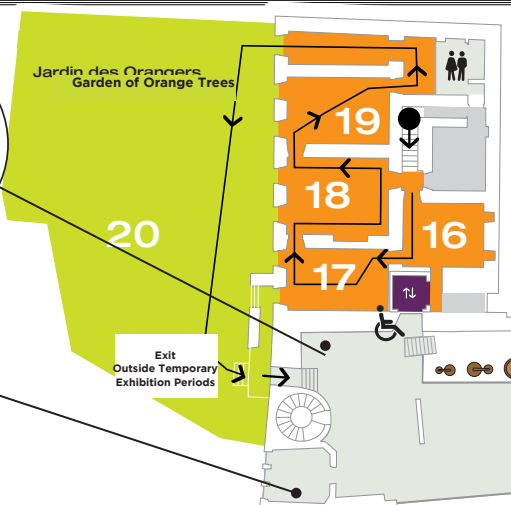 Jardin des Orangers
Garden of Orange Trees
19
18
20
16
17
Exit
Outside Temporary
Exhibition Periods